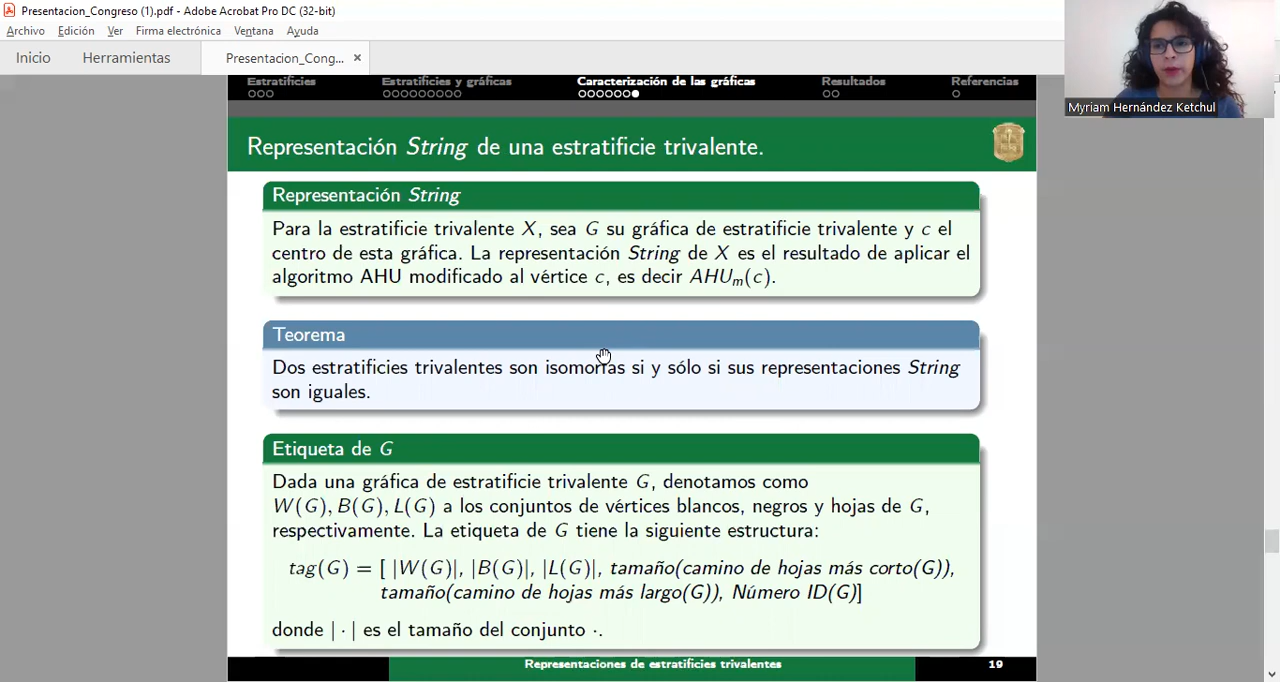 Presentacion_Congreso (1).pdf - Adobe Acrobat Pro DC (32-bit)
Archivo Edición Ver Firma electrónica Ventana Ayuda
Inicio Herramientas Presentation_Cong... ×
Estratificies Estratificies y gráficas Caracterización de las gráficas Resultados Referencias
Myriam Hernández Ketchul
Representación String de una estratificie trivalente.
Representación String
Para la estratificie trivalente X, sea G su gráfica de estratificie trivalente y c el
centro de esta gráfica. La representación String de X es el resultado de aplicar el
algoritmo AHU modificado al vértice c, es decir AHUₘ(c).
Teorema
Dos estratificies trivalentes son isomorfas si y sólo si sus representaciones String
son iguales.
Etiqueta de G
Dada una gráfica de estratificie trivalente G, denotamos como
W(G), B(G), L(G) a los conjuntos de vértices blancos, negros y hojas de G,
respectivamente. La etiqueta de G tiene la siguiente estructura:
tag(G) = [ |W(G)|, |B(G)|, |L(G)|, tamaño(camino de hojas más corto(G)),
tamaño(camino de hojas más largo(G)), Número ID(G)]
donde | · | es el tamaño del conjunto ·.
Representaciones de estratificies trivalentes 19